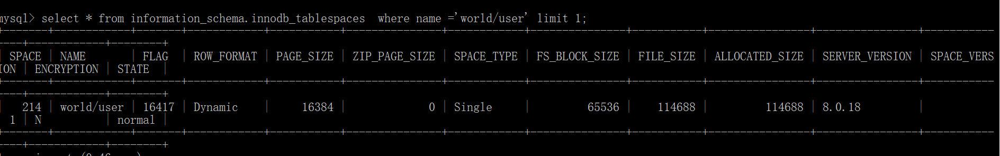 mysql> select * from information_schema.innodb_tablespaces  where name ='world/user' limit 1;
+-------+------------+-------+------------+-----------+---------------+------------+---------------+-----------+----------------+----------------+-----------
----+------------+--------+
| SPACE | NAME       | FLAG  | ROW_FORMAT | PAGE_SIZE | ZIP_PAGE_SIZE | SPACE_TYPE | FS_BLOCK_SIZE | FILE_SIZE | ALLOCATED_SIZE | SERVER_VERSION | SPACE_VERS
ION | ENCRYPTION | STATE  |
+-------+------------+-------+------------+-----------+---------------+------------+---------------+-----------+----------------+----------------+-----------
----+------------+--------+
|   214 | world/user | 16417 | Dynamic    |     16384 |             0 | Single     |         65536 |    114688 |         114688 | 8.0.18         |
  1 | N          | normal |
+-------+------------+-------+------------+-----------+---------------+------------+---------------+-----------+----------------+----------------+-----------
----+------------+--------+